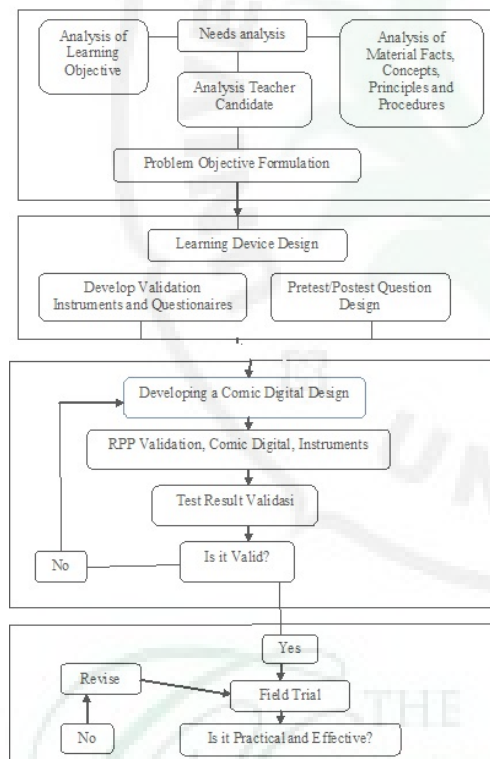 Analysis of
Learning
Objective
Needs analysis
Analysis of
Material Facts,
Concepts,
Principles and
Procedures
Analysis Teacher
Candidate
Problem Objective Formulation
Learning Device Design
Develop Validation
Instruments and Questionaires
Pretest/Postest Question
Design
Developing a Comic Digital Design
RPP Validation, Comic Digital, Instruments
Test Result Validasi
Is it Valid?
No
Yes
Revise
Field Trial
No
Is it Practical and Effective?
THE
UN